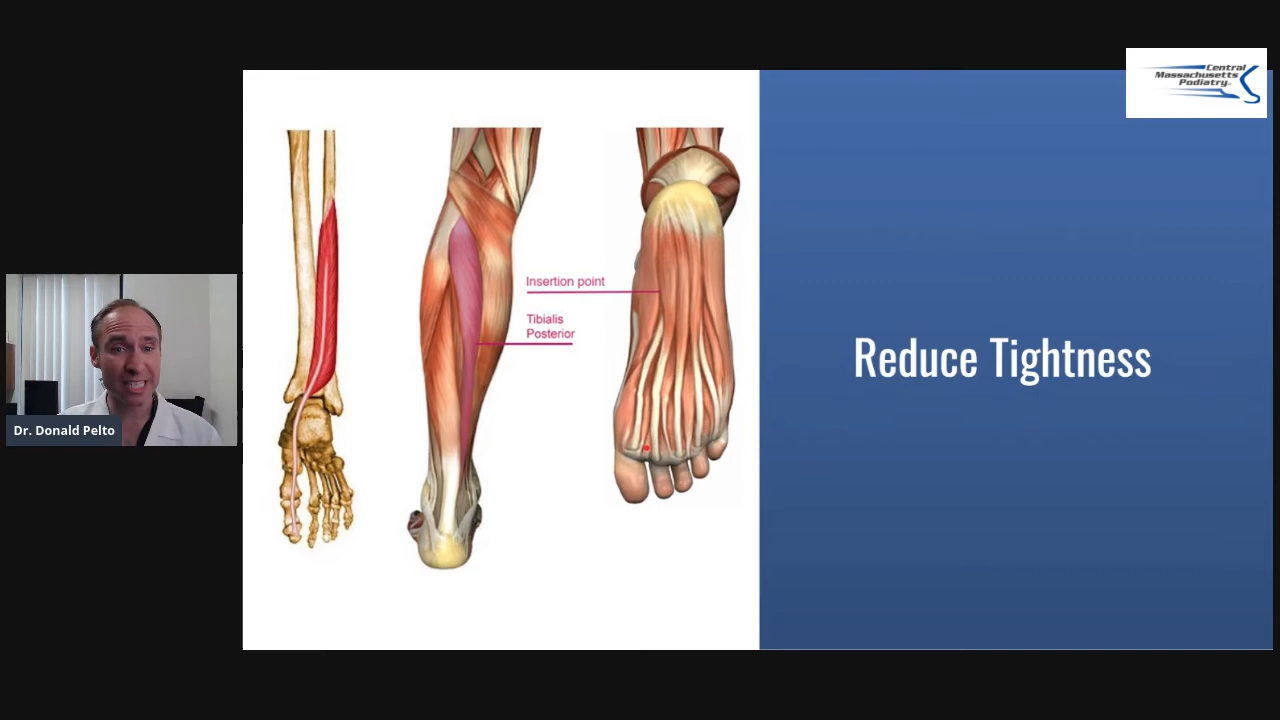 Central
Massachusetts
Podiatry
Insertion point
Tibialis
Posterior
Reduce Tightness
Dr. Donald Pelto